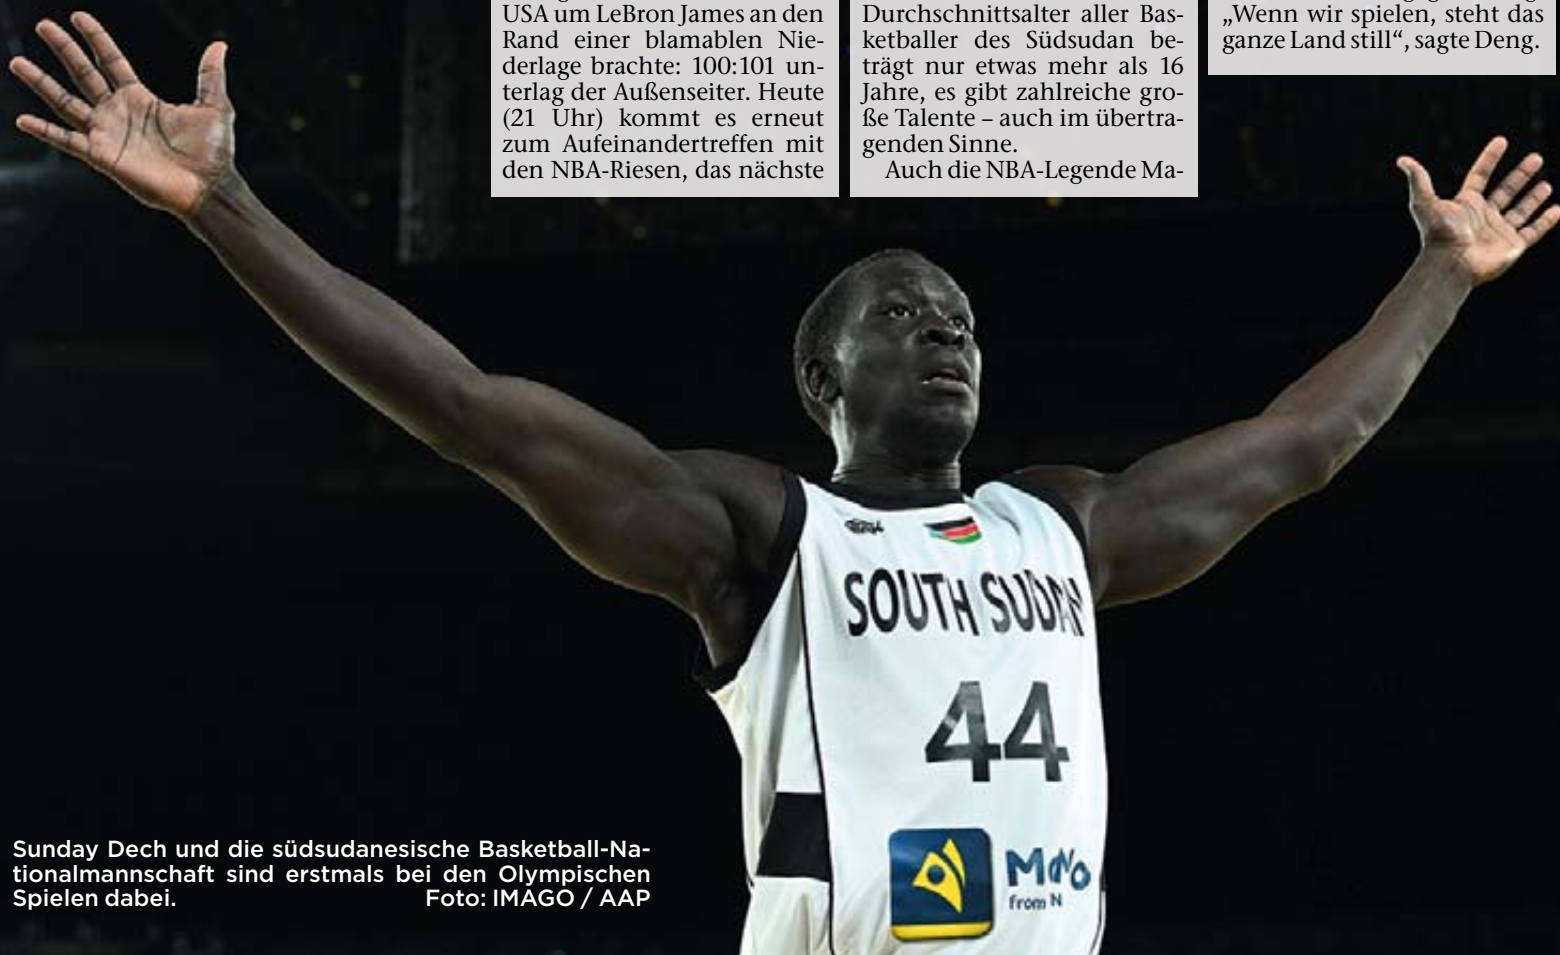 USA um LeBron James an den
Rand einer blamablen Nie-
derlage brachte: 100:101 un-
terlag der Außenseiter. Heute
(21 Uhr) kommt es erneut
zum Aufeinandertreffen mit
den NBA-Riesen, das nächste
Durchschnittsalter aller Bas-
ketballer des Südsudan be-
trägt nur etwas mehr als 16
Jahre, es gibt zahlreiche gro-
ße Talente – auch im übertra-
genden Sinne.
Auch die NBA-Legende Ma-
„Wenn wir spielen, steht das
ganze Land still“, sagte Deng.
SOUTH SUDAN
44
from N
Sunday Dech und die südsudanesische Basketball-Na-
tionalmannschaft sind erstmals bei den Olympischen
Spielen dabei. Foto: IMAGO / AAP